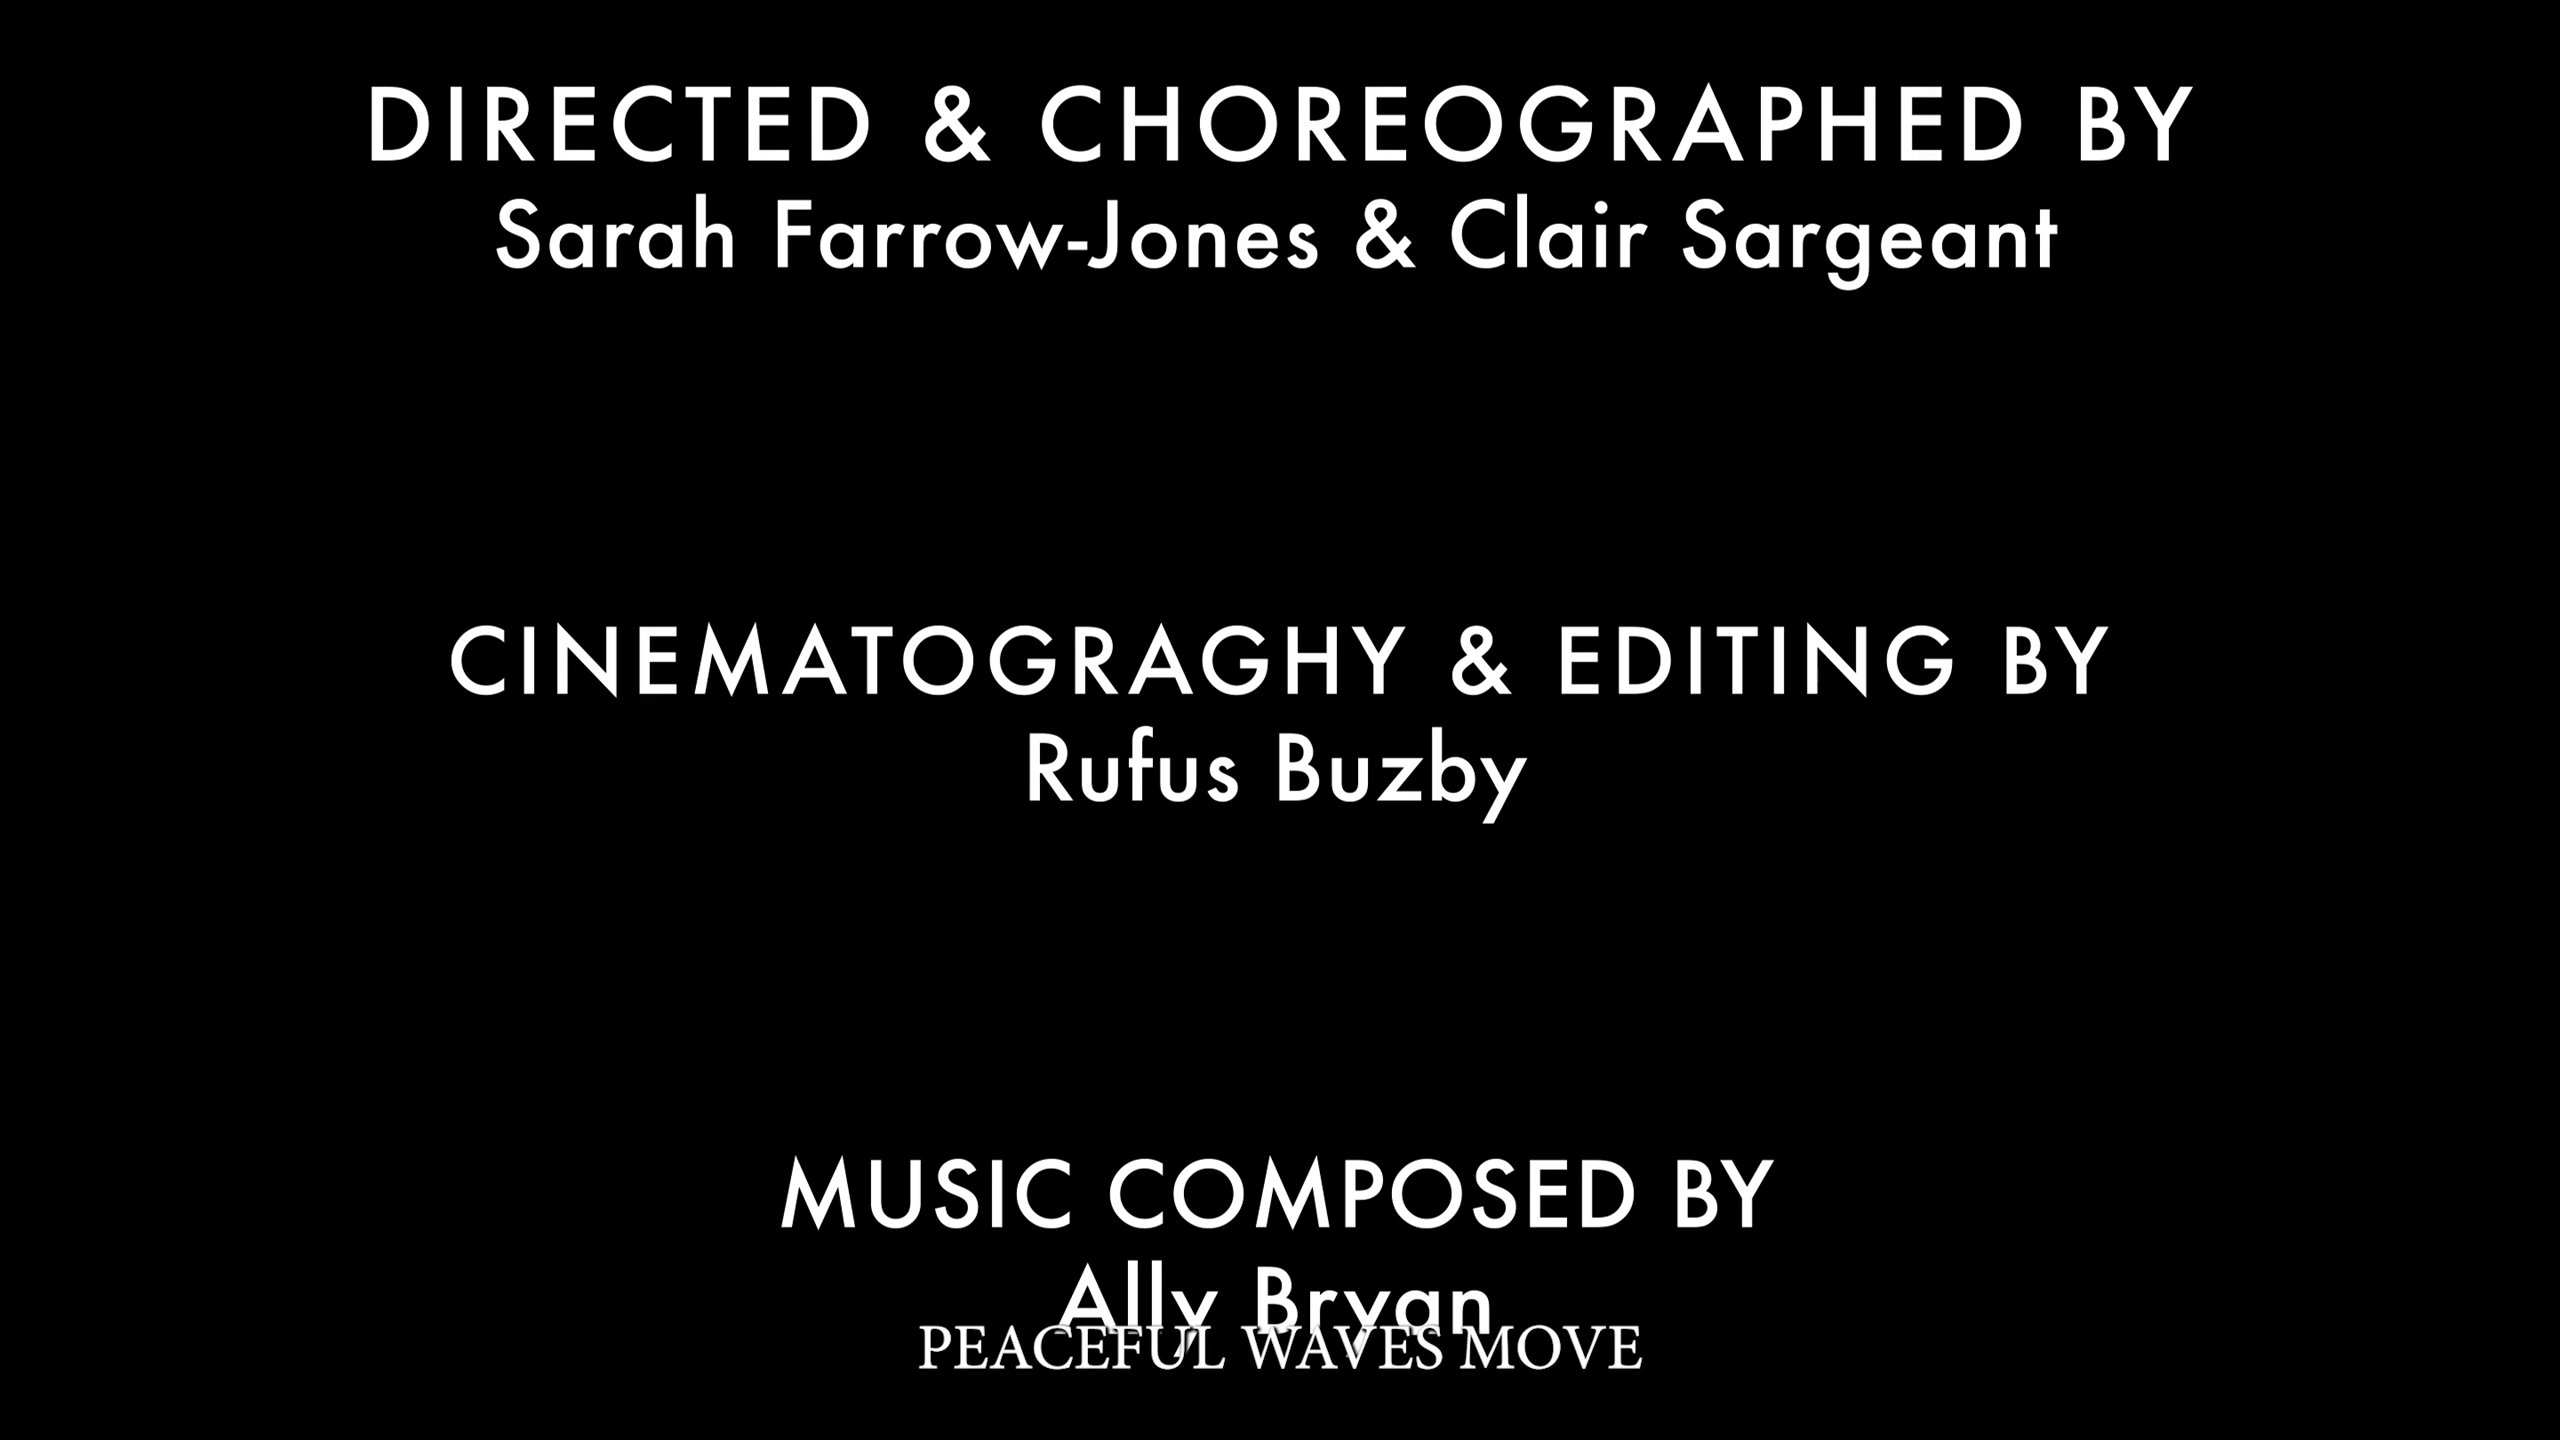 DIRECTED & CHOREOGRAPHED BY
Sarah Farrow-Jones & Clair Sargeant
CINEMATOGRAGHY & EDITING BY
Rufus Buzby
MUSIC COMPOSED BY
Ally Bryan
PEACEFUL WAVES MOVE